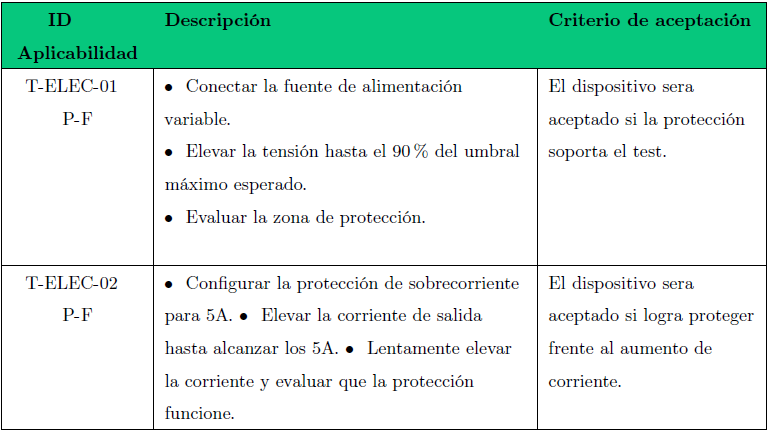 ID
Aplicabilidad
Descripción
Criterio de aceptación
T-ELEC-01
P-F
● Conectar la fuente de alimentación
variable.
● Elevar la tensión hasta el 90 % del umbral
máximo esperado.
● Evaluar la zona de protección.
El dispositivo sera
aceptado si la protección
soporta el test.
T-ELEC-02
P-F
● Configurar la protección de sobrecorriente
para 5A. ● Elevar la corriente de salida
hasta alcanzar los 5A. ● Lentamente elevar
la corriente y evaluar que la protección
funcione.
El dispositivo sera
aceptado si logra proteger
frente al aumento de
corriente.